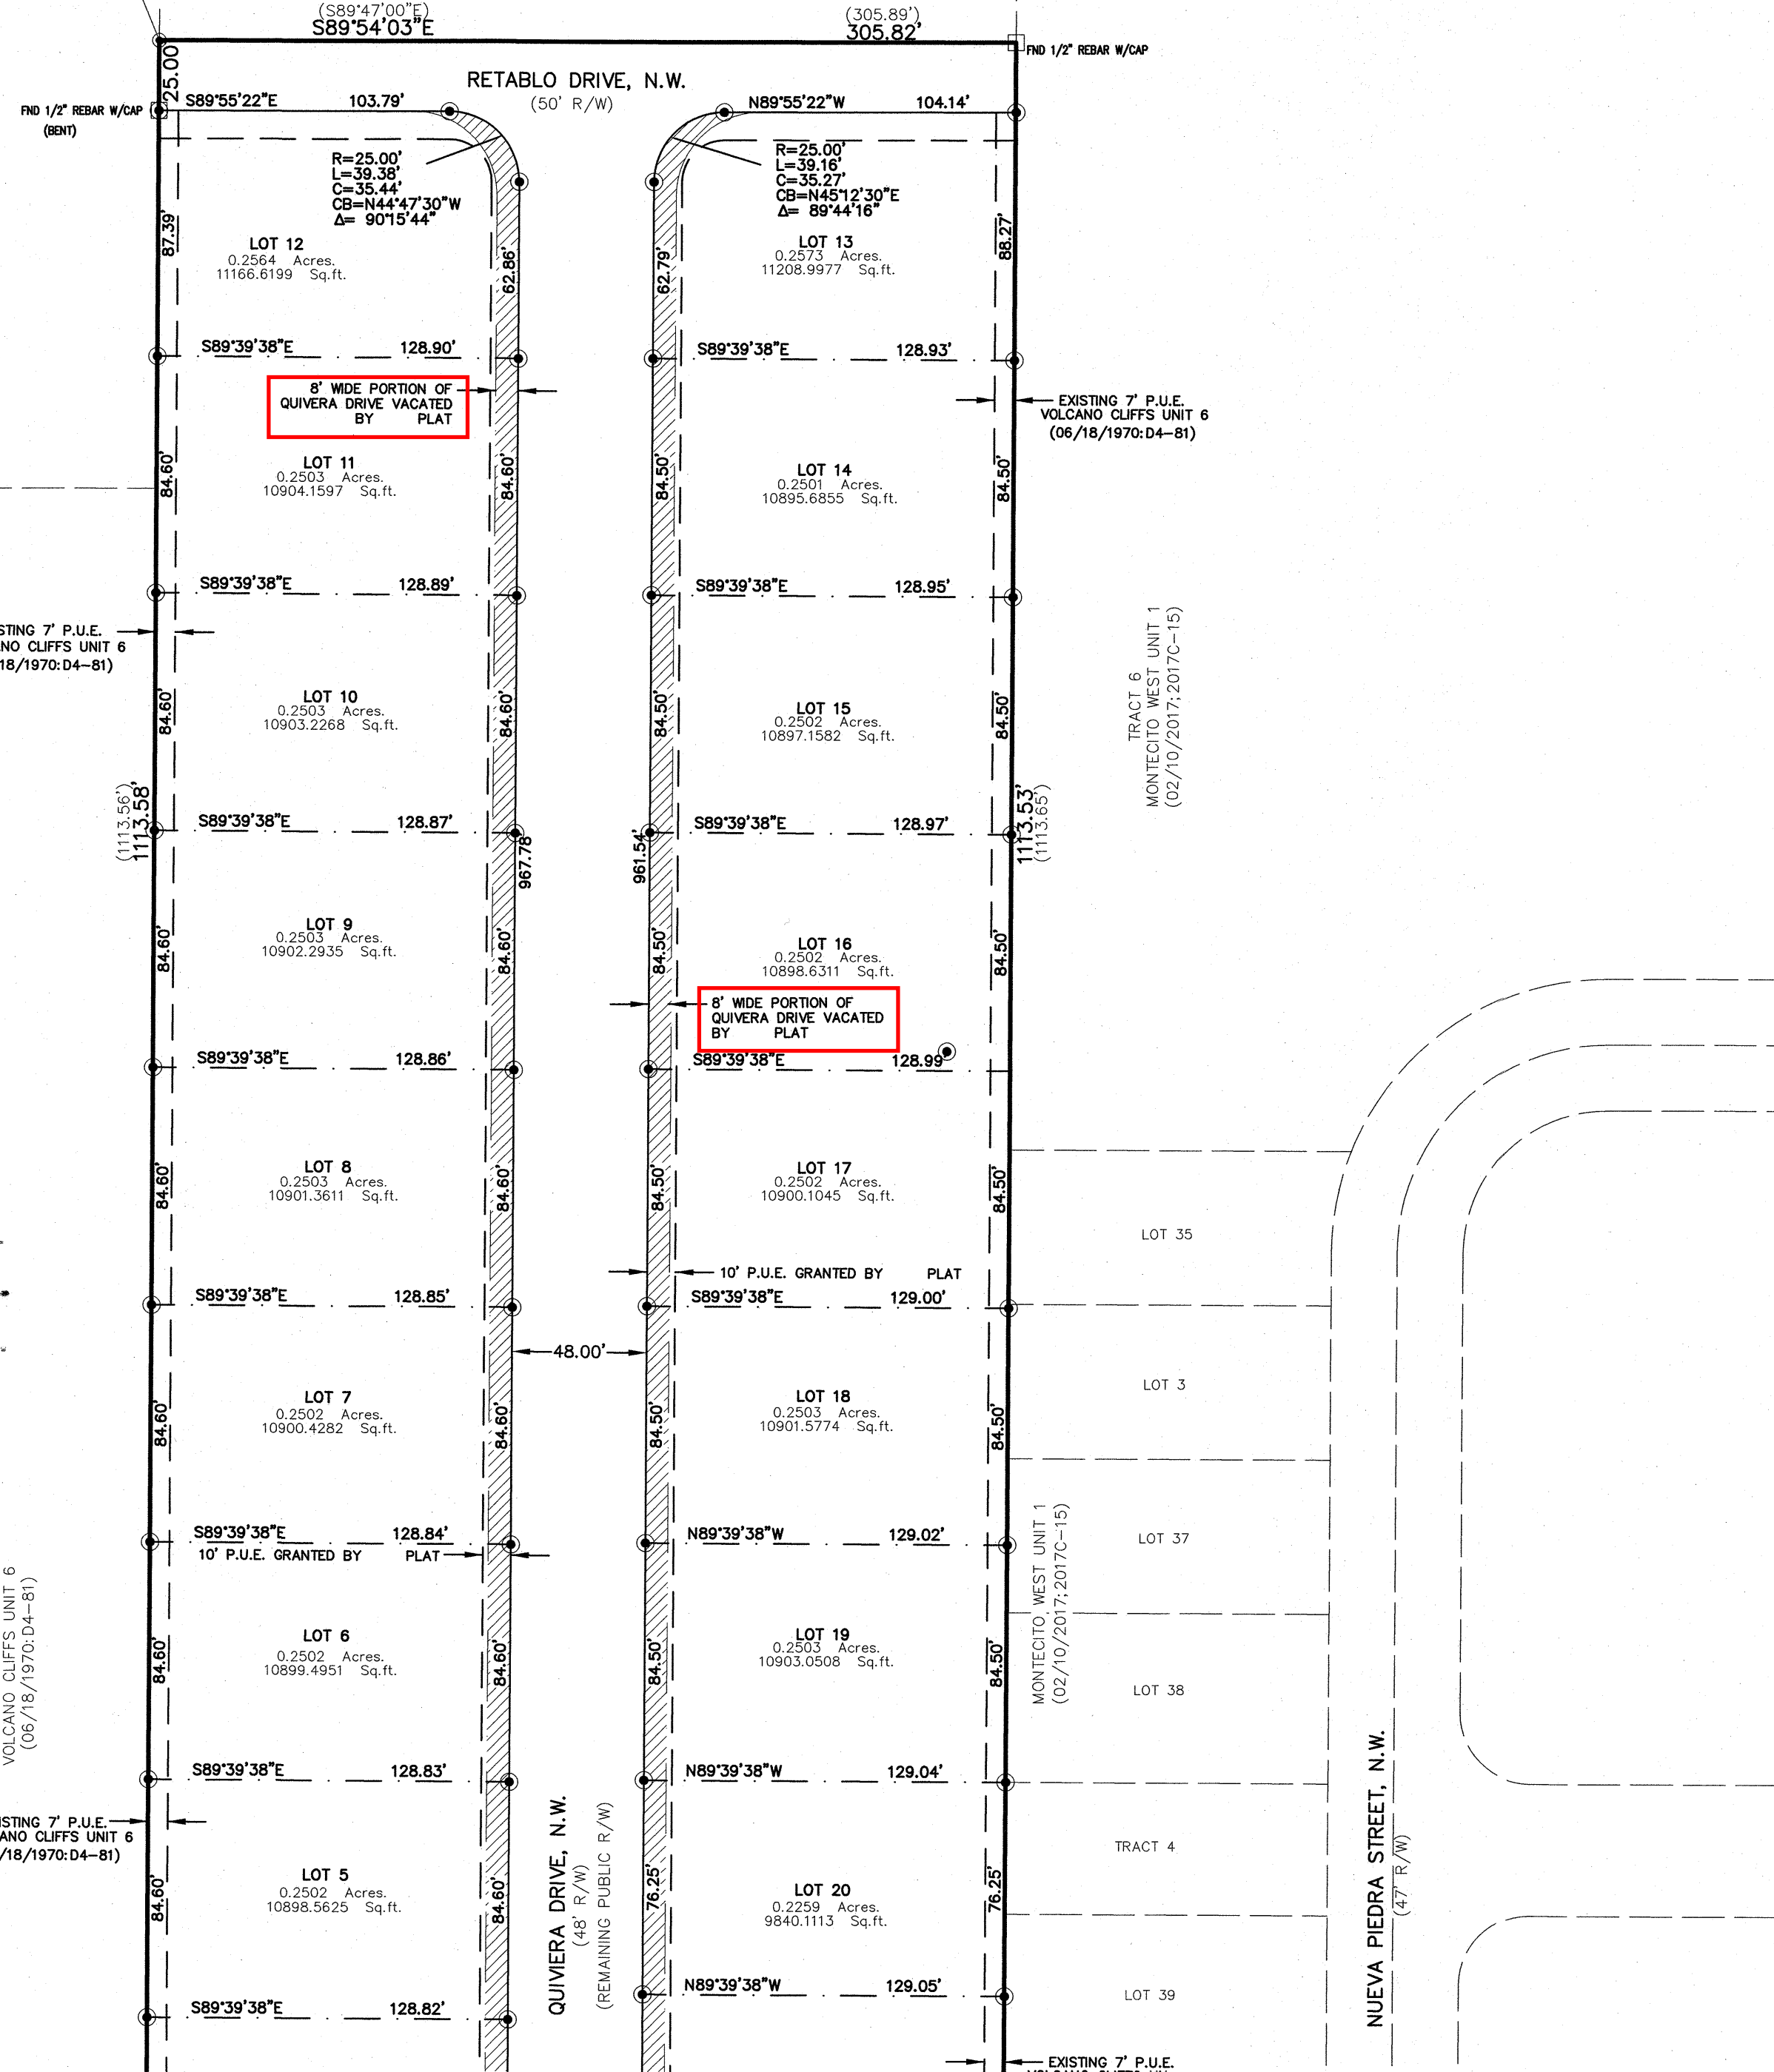 (S89°47'00"E)
S89°54'03"E
(305.89')
305.82'
FND 1/2" REBAR W/CAP
25.00'
RETABLO DRIVE, N.W.
(50' R/W)
FND 1/2" REBAR W/CAP
(BENT)
S89°55'22"E 103.79'
N89°55'22"W 104.14'
R=25.00'
L=39.38'
C=35.44'
CB=N44°47'30"W
Δ= 90°15'44"
R=25.00'
L=39.16'
C=35.27'
CB=N45°12'30"E
Δ= 89°44'16"
87.39'
LOT 12
0.2564 Acres.
11166.6199 Sq.ft.
62.86'
62.79'
LOT 13
0.2573 Acres.
11208.9977 Sq.ft.
88.27'
S89°39'38"E 128.90'
S89°39'38"E 128.93'
8' WIDE PORTION OF
QUIVERA DRIVE VACATED
BY PLAT
EXISTING 7' P.U.E.
VOLCANO CLIFFS UNIT 6
(06/18/1970:D4-81)
84.60'
LOT 11
0.2503 Acres.
10904.1597 Sq.ft.
84.60'
84.50'
LOT 14
0.2501 Acres.
10895.6855 Sq.ft.
84.50'
S89°39'38"E 128.89'
S89°39'38"E 128.95'
STING 7' P.U.E.
NO CLIFFS UNIT 6
18/1970:D4-81)
84.60'
LOT 10
0.2503 Acres.
10903.2268 Sq.ft.
84.60'
84.50'
LOT 15
0.2502 Acres.
10897.1582 Sq.ft.
84.50'
TRACT 6
MONTECITO WEST UNIT 1
(02/10/2017;2017C-15)
(1113.56')
1113.58'
S89°39'38"E 128.87'
967.78'
961.54'
S89°39'38"E 128.97'
1113.53'
(1113.65')
84.60'
LOT 9
0.2503 Acres.
10902.2935 Sq.ft.
84.60'
84.50'
LOT 16
0.2502 Acres.
10898.6311 Sq.ft.
84.50'
8' WIDE PORTION OF
QUIVERA DRIVE VACATED
BY PLAT
S89°39'38"E 128.86'
S89°39'38"E 128.99'
84.60'
LOT 8
0.2503 Acres.
10901.3611 Sq.ft.
84.60'
84.50'
LOT 17
0.2502 Acres.
10900.1045 Sq.ft.
84.50'
LOT 35
10' P.U.E. GRANTED BY PLAT
S89°39'38"E 128.85'
S89°39'38"E 129.00'
48.00'
84.60'
LOT 7
0.2502 Acres.
10900.4282 Sq.ft.
84.60'
84.50'
LOT 18
0.2503 Acres.
10901.5774 Sq.ft.
84.50'
LOT 3
S89°39'38"E 128.84'
10' P.U.E. GRANTED BY PLAT
N89°39'38"W 129.02'
LOT 37
VOLCANO CLIFFS UNIT 6
(06/18/1970:D4-81)
84.60'
LOT 6
0.2502 Acres.
10899.4951 Sq.ft.
84.60'
84.50'
LOT 19
0.2503 Acres.
10903.0508 Sq.ft.
84.50'
MONTECITO WEST UNIT 1
(02/10/2017;2017C-15)
LOT 38
S89°39'38"E 128.83'
N89°39'38"W 129.04'
ISTING 7' P.U.E.
ANO CLIFFS UNIT 6
/18/1970:D4-81)
84.60'
LOT 5
0.2502 Acres.
10898.5625 Sq.ft.
84.60'
QUIVIERA DRIVE, N.W.
(48' R/W)
(REMAINING PUBLIC R/W)
76.25'
LOT 20
0.2259 Acres.
9840.1113 Sq.ft.
76.25'
TRACT 4
NUEVA PIEDRA STREET, N.W.
(47' R/W)
S89°39'38"E 128.82'
N89°39'38"W 129.05'
LOT 39
EXISTING 7' P.U.E.